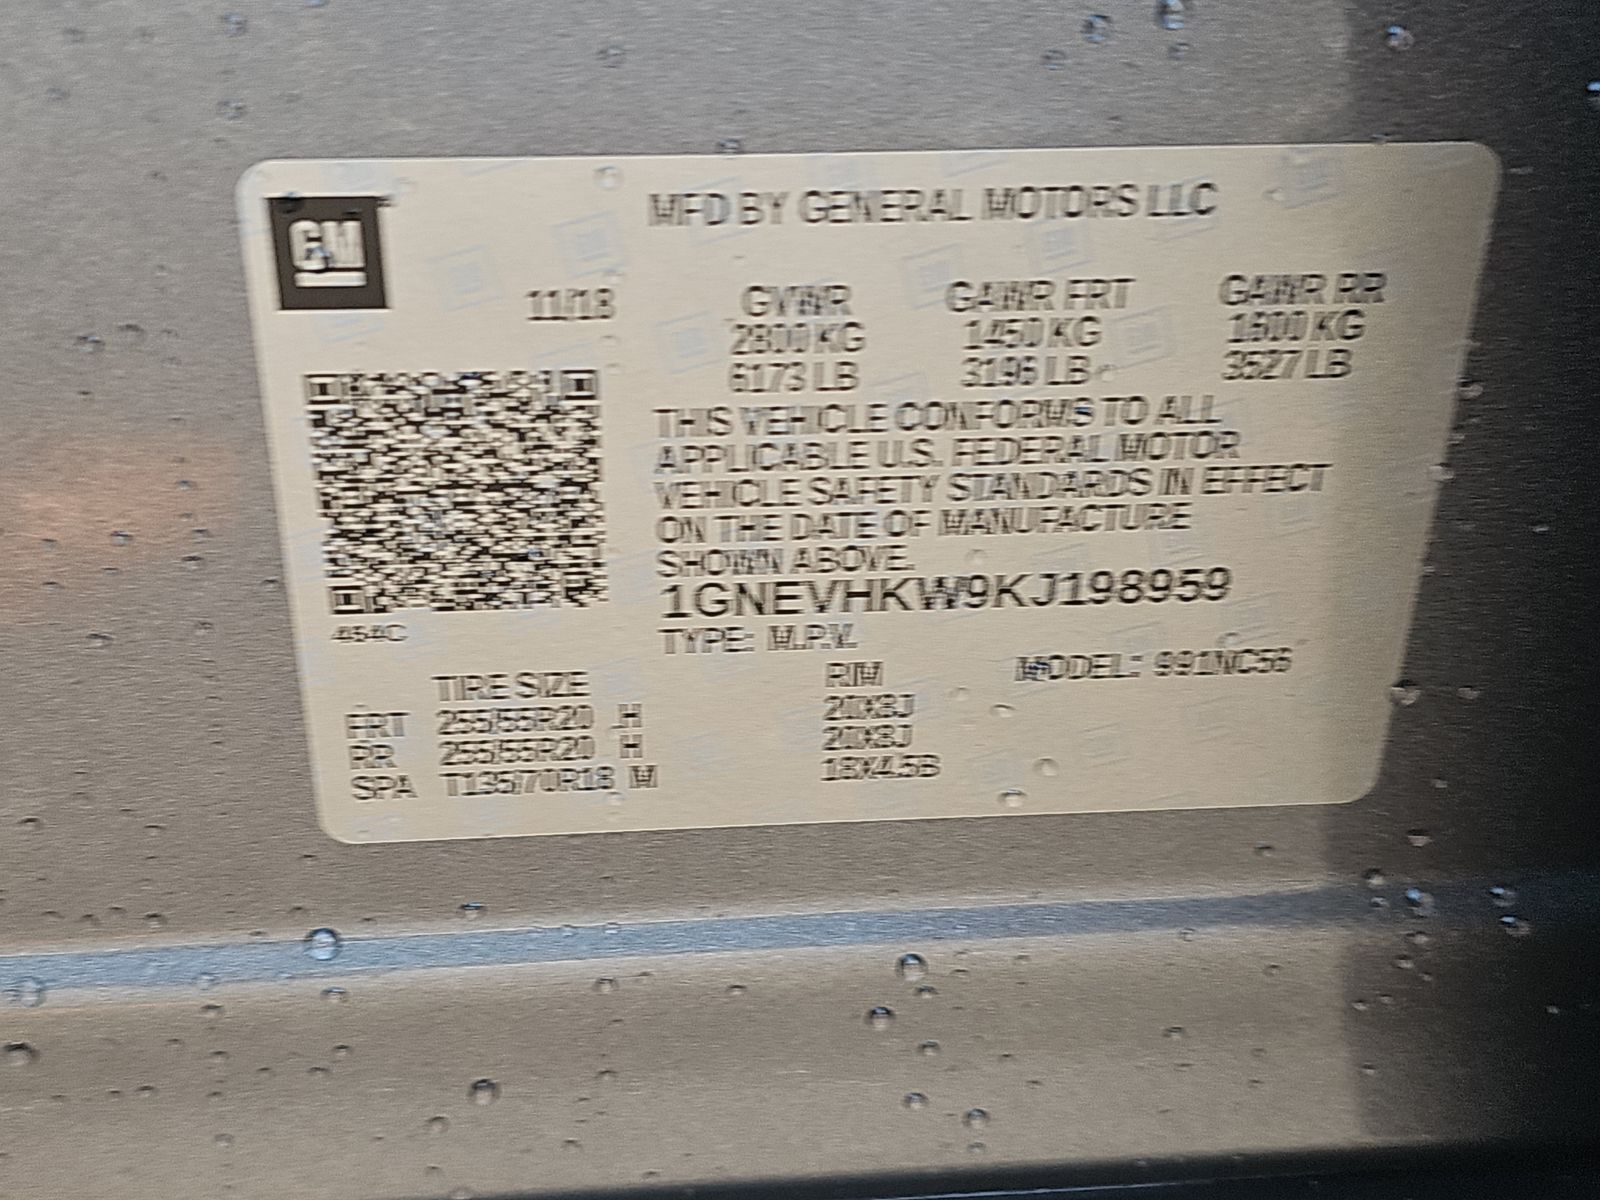 GM
MFD BY GENERAL MOTORS LLC
11/18 GVWR GAWR FRT GAWR RR
2800 KG 1450 KG 1600 KG
6173 LB 3196 LB 3527 LB
THIS VEHICLE CONFORMS TO ALL
APPLICABLE U.S. FEDERAL MOTOR
VEHICLE SAFETY STANDARDS IN EFFECT
ON THE DATE OF MANUFACTURE
SHOWN ABOVE.
1GNEVHKW9KJ198959
454C
TYPE: M.P.V.
TIRE SIZE RIM MODEL: 991NC56
FRT 255/55R20 H 20X8J
RR 255/55R20 H 20X8J
SPA T135/70R18 M 18X4.5B